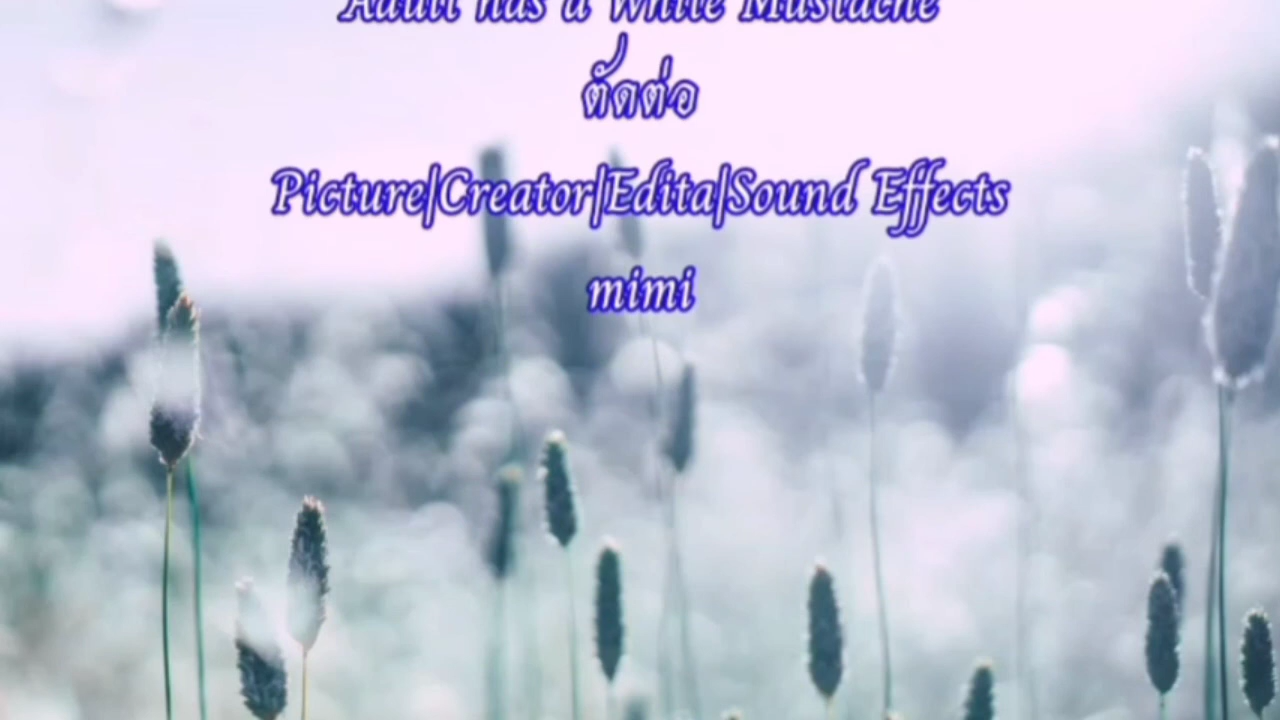 Adult has a White Mustache
ตัดต่อ
Picture|Creator|Edita|Sound Effects
mimi